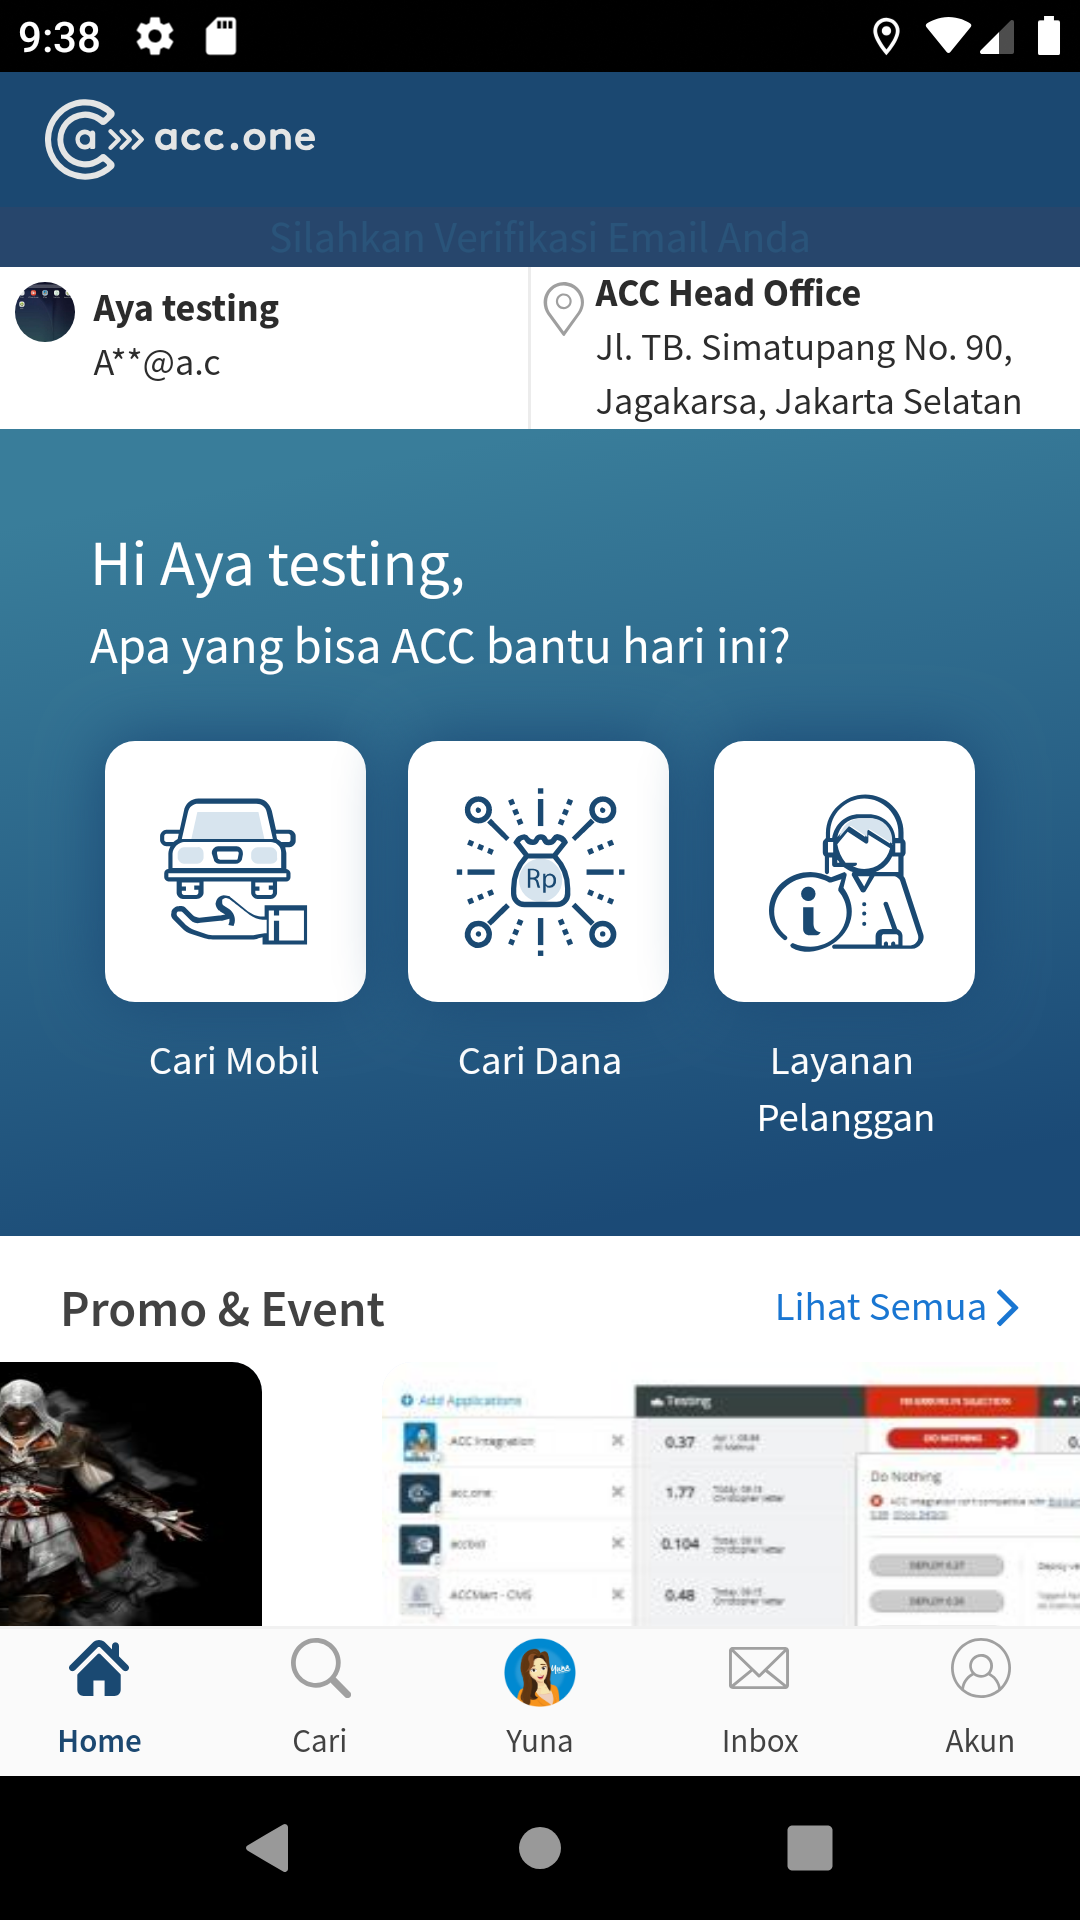 9:38
a acc.one
Silahkan Verifikasi Email Anda
Aya testing
A**@a.c
ACC Head Office
Jl. TB. Simatupang No. 90,
Jagakarsa, Jakarta Selatan
Hi Aya testing,
Apa yang bisa ACC bantu hari ini?
Rp
i
Cari Mobil
Cari Dana
Layanan
Pelanggan
Promo & Event
Lihat Semua
Add Applications
Testing
DO NOTHING
ACC Integration
0.37
Do Nothing
acc.one
1.77
accbid
0.104
ACCMart - CMS
0.48
Yuna
Home
Cari
Yuna
Inbox
Akun